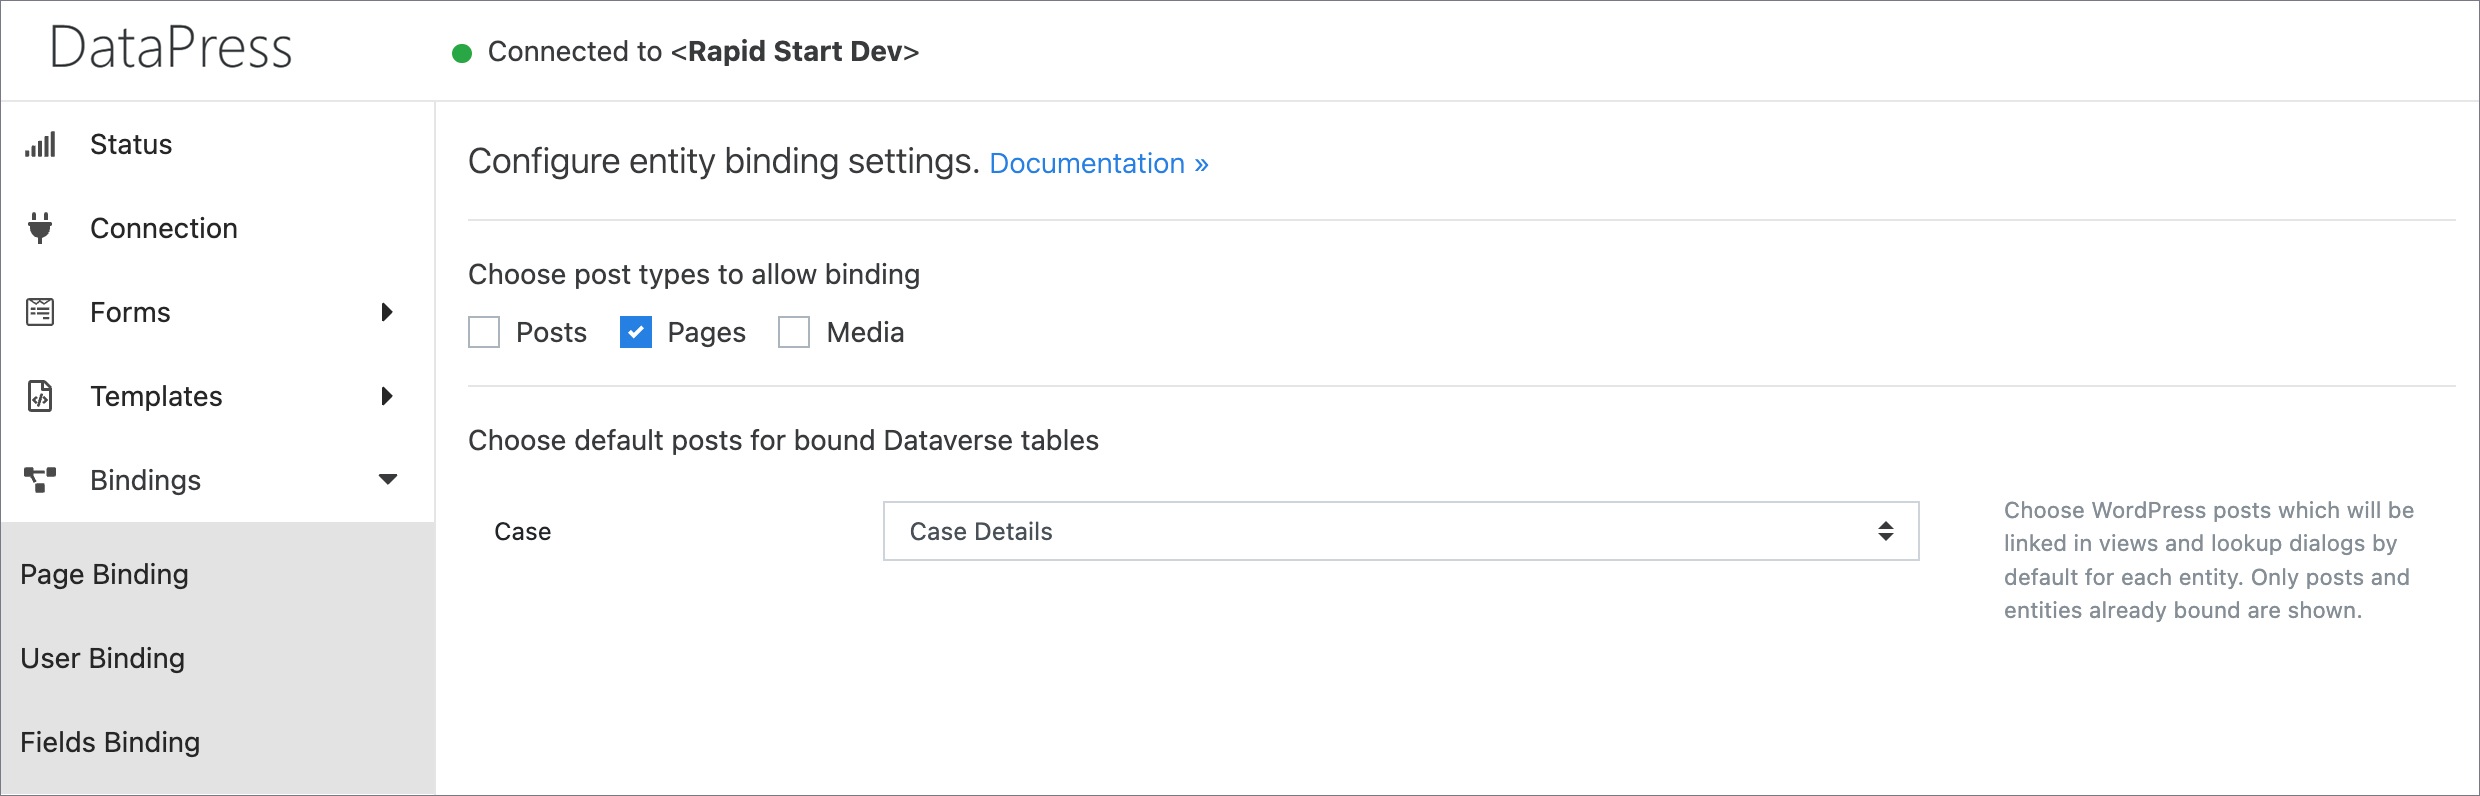 DataPress
Connected to <Rapid Start Dev>
Status
Connection
Forms
Templates
Bindings
Page Binding
User Binding
Fields Binding
Configure entity binding settings. Documentation »
Choose post types to allow binding
Posts Pages Media
Choose default posts for bound Dataverse tables
Case Case Details
Choose WordPress posts which will be
linked in views and lookup dialogs by
default for each entity. Only posts and
entities already bound are shown.